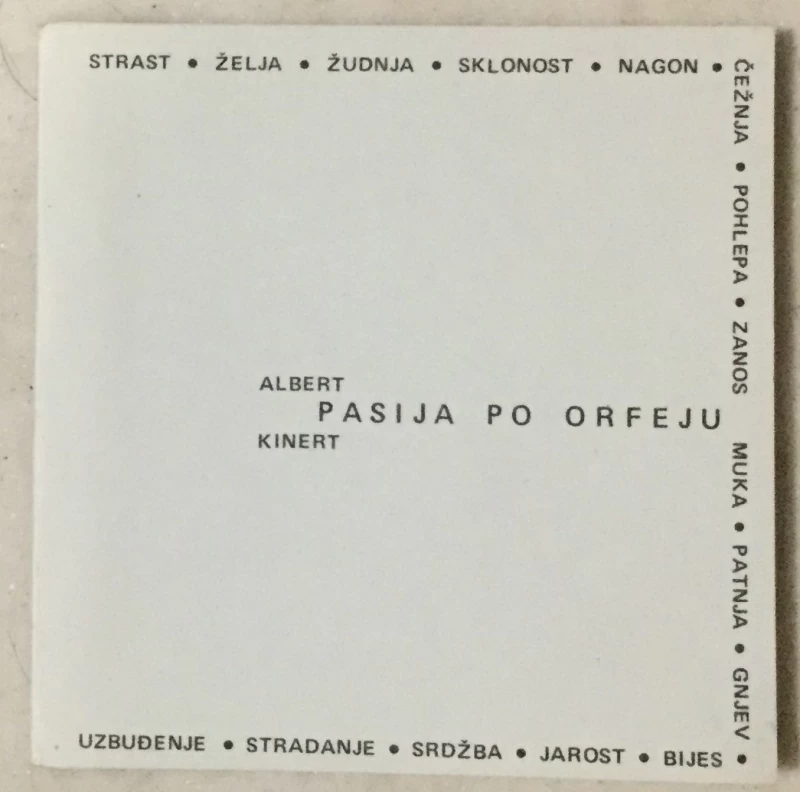 STRAST • ŽELJA • ŽUDNJA • SKLONOST • NAGON •
ČEŽNJA • POHLEPA • ZANOS
ALBERT
PASIJA PO ORFEJU
KINERT
MUKA • PATNJA • GNJEV •
UZBUĐENJE • STRADANJE • SRDŽBA • JAROST • BIJES